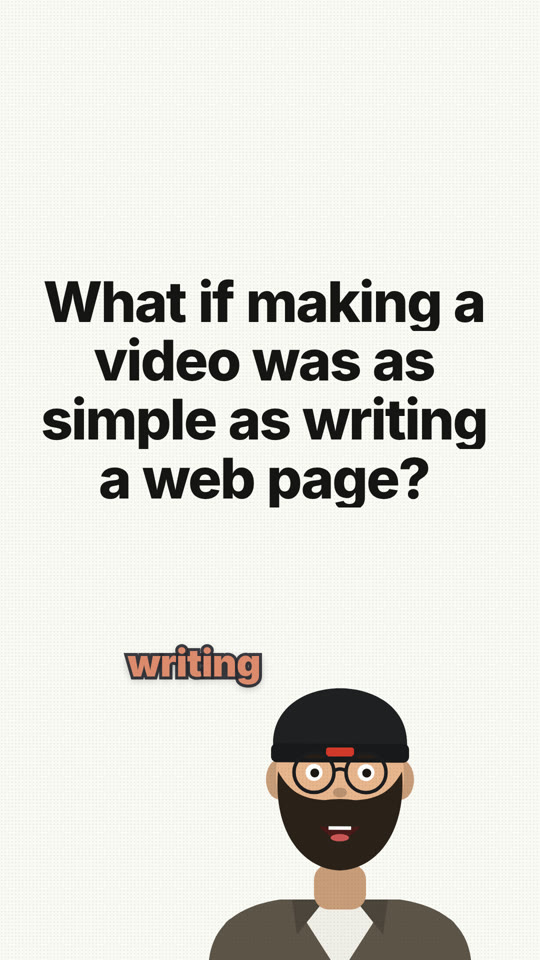 What if making a
video was as
simple as writing
a web page?
writing